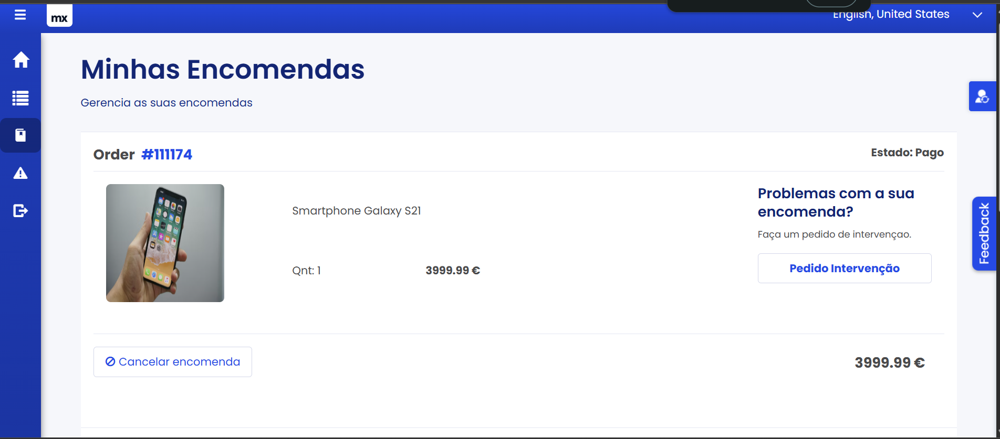 mx
English, United States
Minhas Encomendas
Gerencia as suas encomendas
Order #111174
Estado: Pago
Smartphone Galaxy S21
Qnt: 1
3999.99 €
Problemas com a sua
encomenda?
Faça um pedido de intervençao.
Pedido Intervenção
Feedback
Cancelar encomenda
3999.99 €